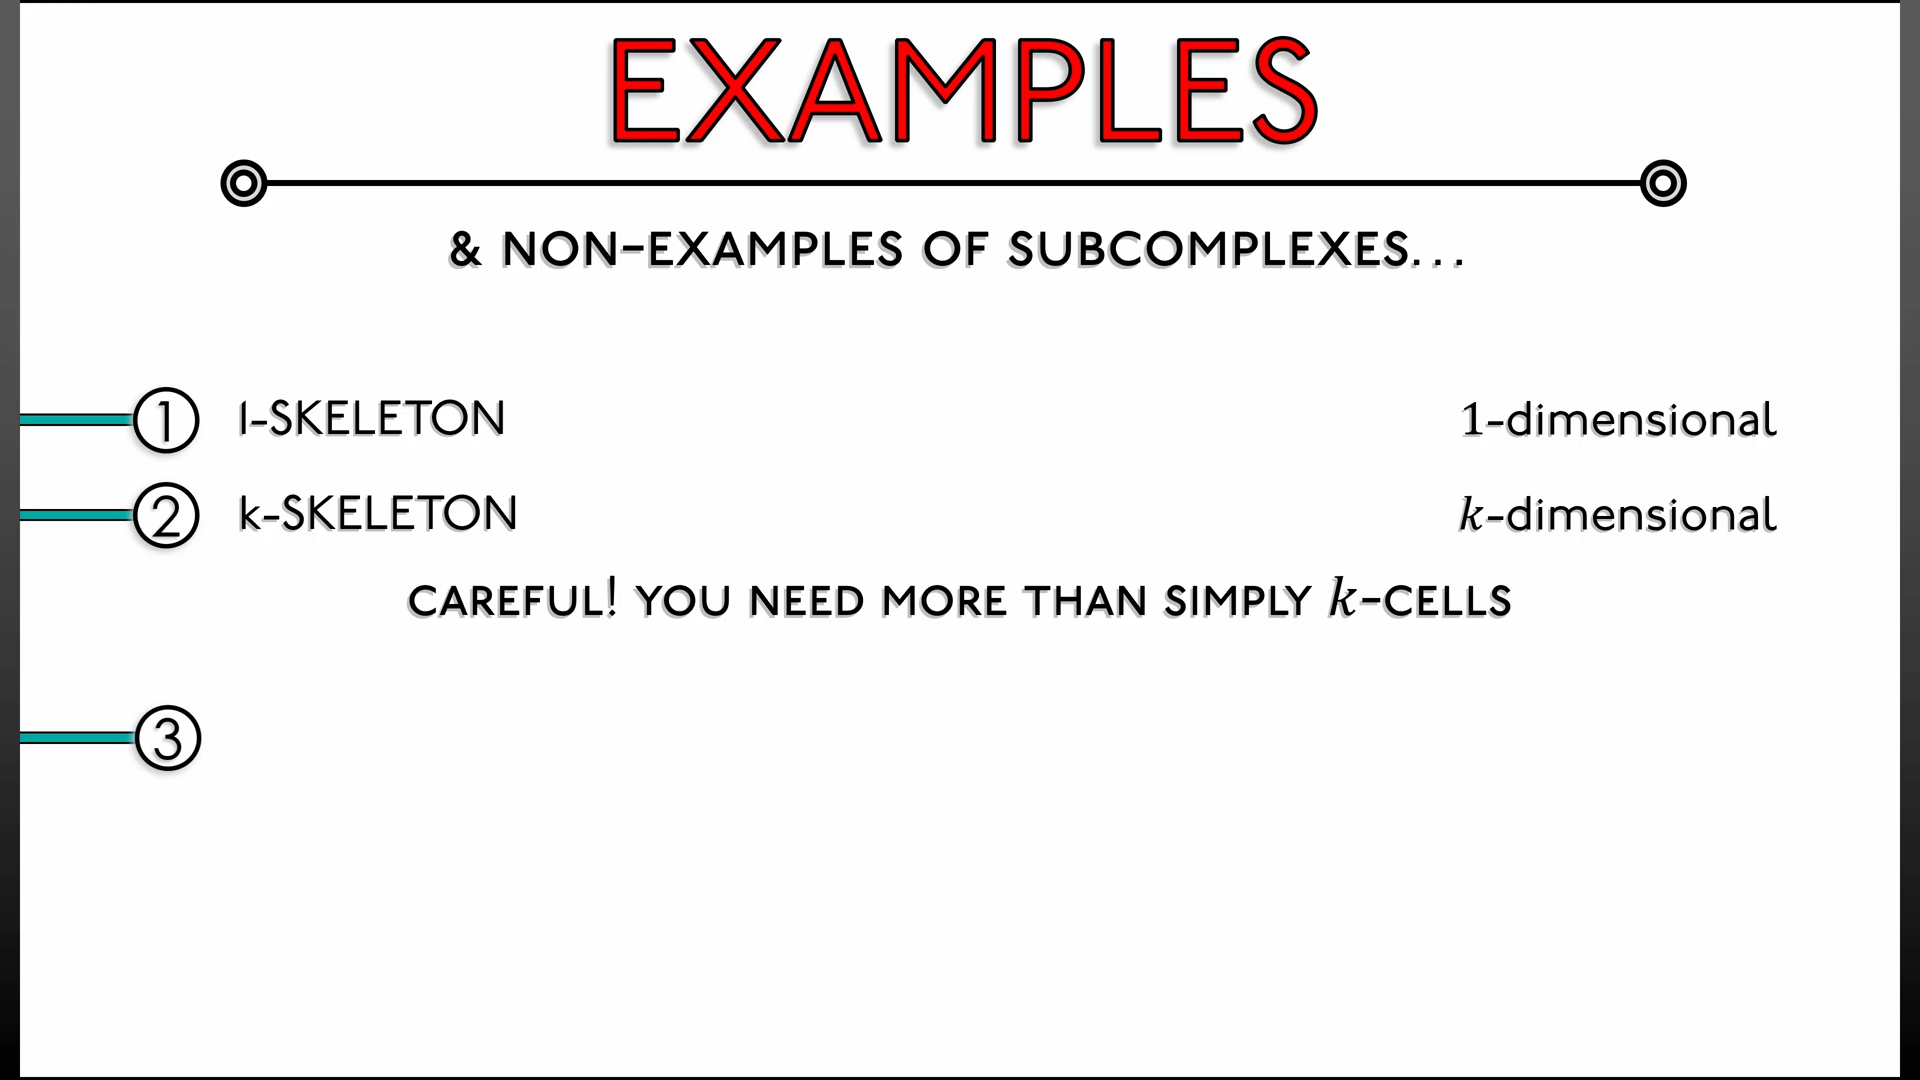 EXAMPLES
& NON-EXAMPLES OF SUBCOMPLEXES...
1 1-SKELETON 1-dimensional
2 k-SKELETON k-dimensional
CAREFUL! YOU NEED MORE THAN SIMPLY k-CELLS
3